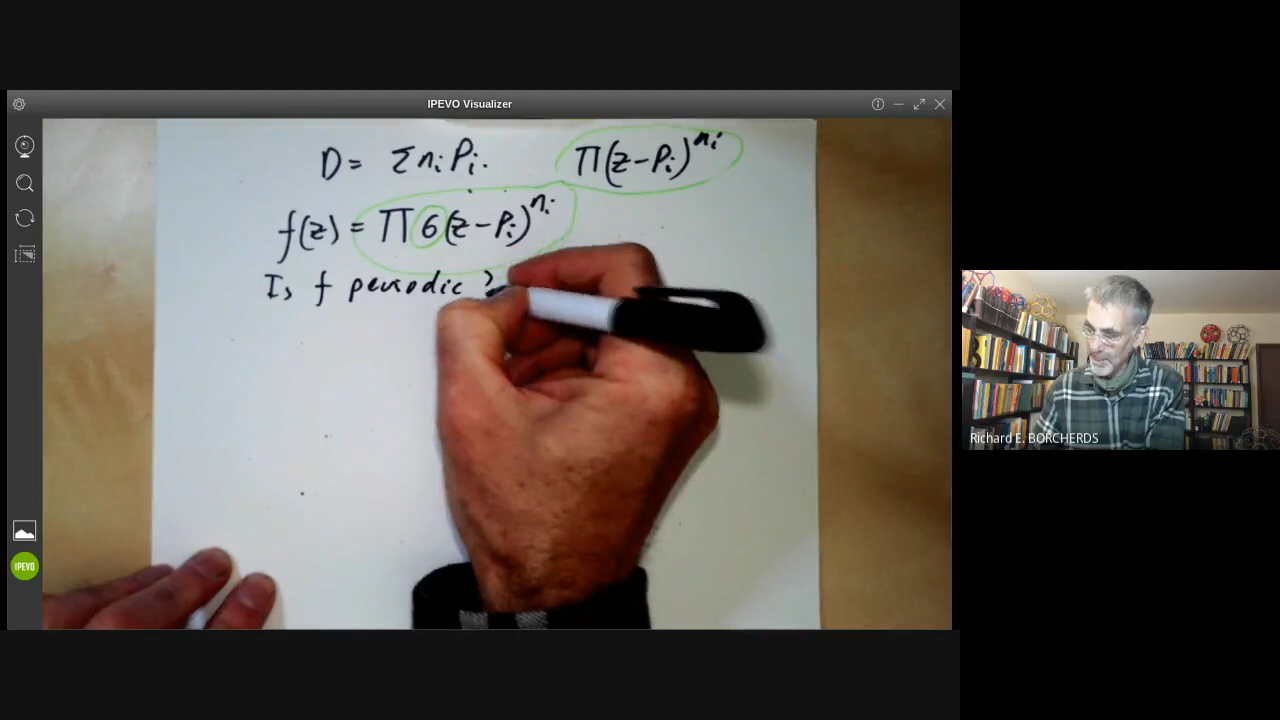 IPEVO Visualizer
D = Σ nᵢ Pᵢ. Π(z-Pᵢ)ⁿⁱ
f(z) = Π σ(z-Pᵢ)ⁿⁱ
Is f periodic ?
IPEVO
Richard E. BORCHERDS